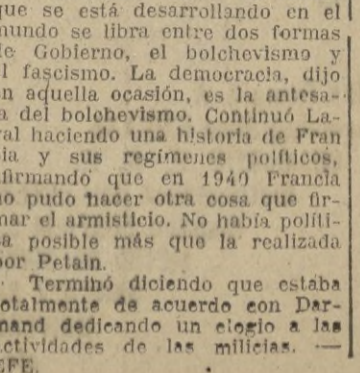 que se está desarrollando en el
mundo se libra entre dos formas
de Gobierno, el bolchevismo y
el fascismo. La democracia, dijo
en aquella ocasión, es la antesa-
la del bolchevismo. Continuó La-
val haciendo una historia de Fran
cia y sus regímenes políticos,
afirmando que en 1940 Francia
no pudo hacer otra cosa que fir-
mar el armisticio. No había políti-
ca posible más que la realizada
por Petain.
Terminó diciendo que estaba
totalmente de acuerdo con Dar-
nand dedicando un elogio a las
actividades de las milicias. —
EFE.